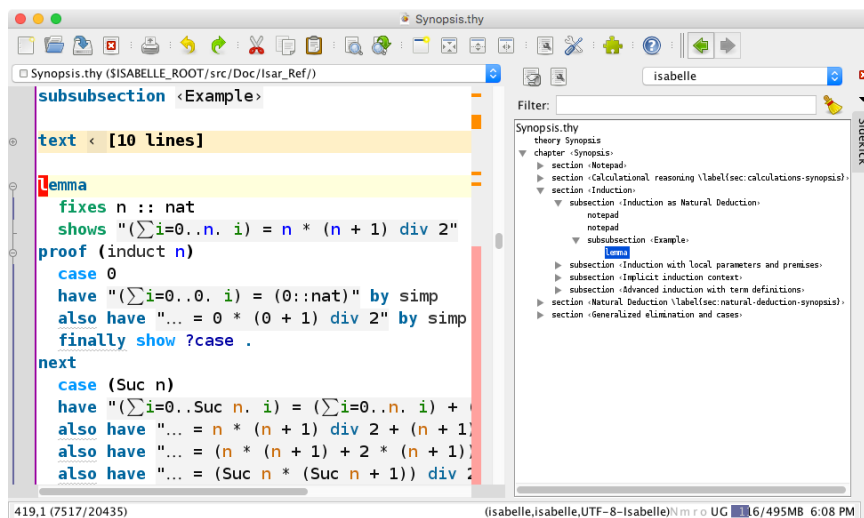 Synopsis.thy
Synopsis.thy ($ISABELLE_ROOT/src/Doc/Isar_Ref/)
isabelle
subsubsection ‹Example›
text ‹ [10 lines]
lemma
fixes n :: nat
shows "(∑i=0..n. i) = n * (n + 1) div 2"
proof (induct n)
case 0
have "(∑i=0..0. i) = (0::nat)" by simp
also have "... = 0 * (0 + 1) div 2" by simp
finally show ?case .
next
case (Suc n)
have "(∑i=0..Suc n. i) = (∑i=0..n. i) +
also have "... = n * (n + 1) div 2 + (n + 1)
also have "... = (n * (n + 1) + 2 * (n + 1))
also have "... = (Suc n * (Suc n + 1)) div 2
Filter:
Synopsis.thy
theory Synopsis
chapter ‹Synopsis›
section ‹Notepad›
section ‹Calculational reasoning \label{sec:calculations-synopsis}›
section ‹Induction›
subsection ‹Induction as Natural Deduction›
notepad
notepad
subsubsection ‹Example›
lemma
subsection ‹Induction with local parameters and premises›
subsection ‹Implicit induction context›
subsection ‹Advanced induction with term definitions›
section ‹Natural Deduction \label{sec:natural-deduction-synopsis}›
section ‹Generalized elimination and cases›
Sidekick
419,1 (7517/20435)
(isabelle,isabelle,UTF-8-Isabelle)N m r o UG 116/495MB 6:08 PM